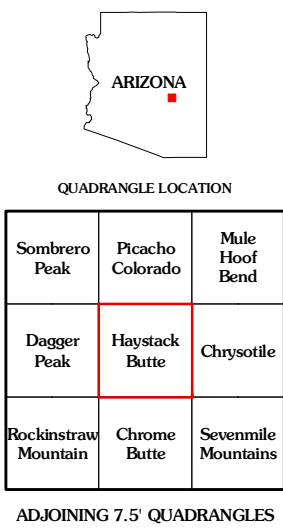 ARIZONA
QUADRANGLE LOCATION
Sombrero
Peak
Picacho
Colorado
Mule
Hoof
Bend
Dagger
Peak
Haystack
Butte
Chrysotile
Rockinstraw
Mountain
Chrome
Butte
Sevenmile
Mountains
ADJOINING 7.5' QUADRANGLES